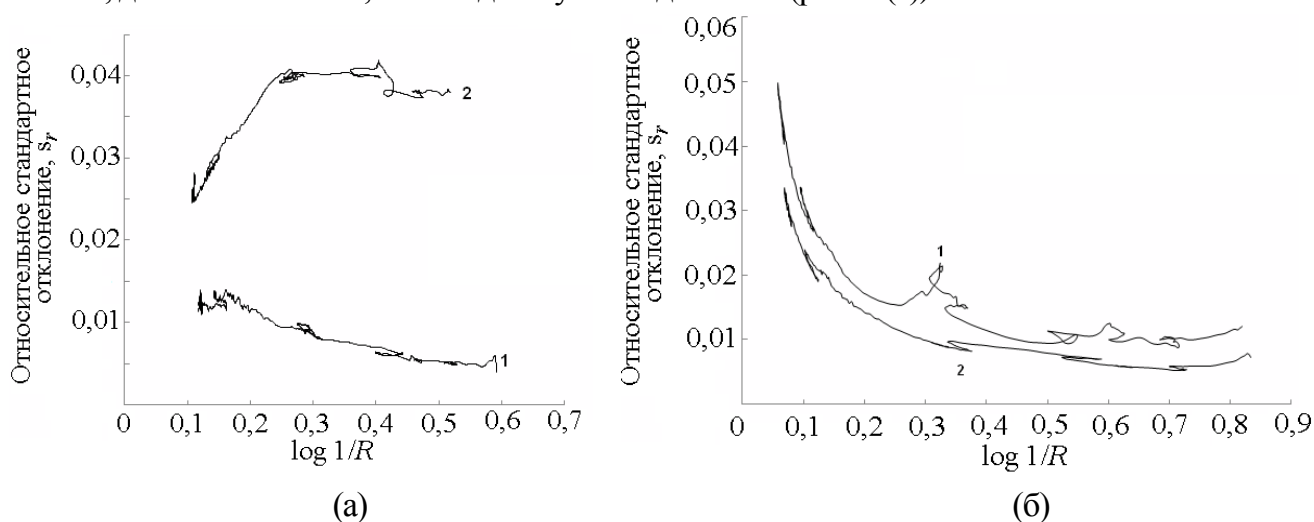 Относительное стандартное
отклонение, sr
0,04
0,03
0,02
0,01
2
1
0 0,1 0,2 0,3 0,4 0,5 0,6 0,7
log 1/R
(а)
Относительное стандартное
отклонение, sr
0,06
0,05
0,04
0,03
0,02
0,01
1
2
0 0,1 0,2 0,3 0,4 0,5 0,6 0,7 0,8 0,9
log 1/R
(б)